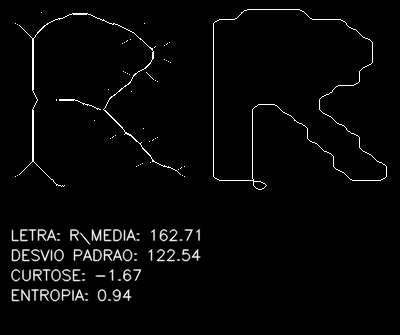 R R
LETRA: R\MEDIA: 162.71
DESVIO PADRAO: 122.54
CURTOSE: -1.67
ENTROPIA: 0.94